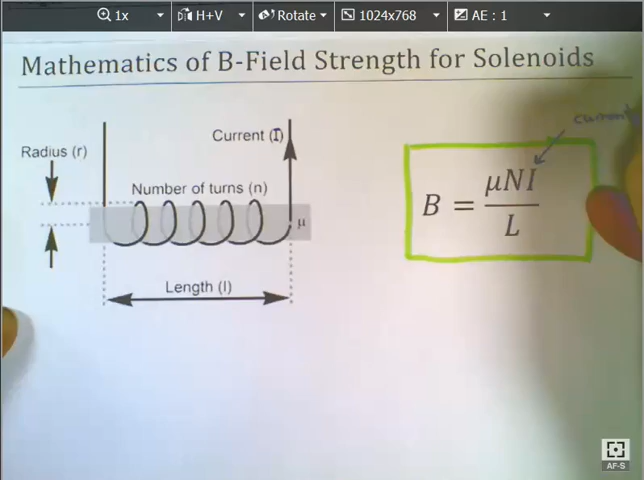 1x H+V Rotate 1024x768 AE : 1
Mathematics of B-Field Strength for Solenoids
current
Current (I)
Radius (r)
Number of turns (n)
μ
B = μNI / L
Length (l)
AF-S